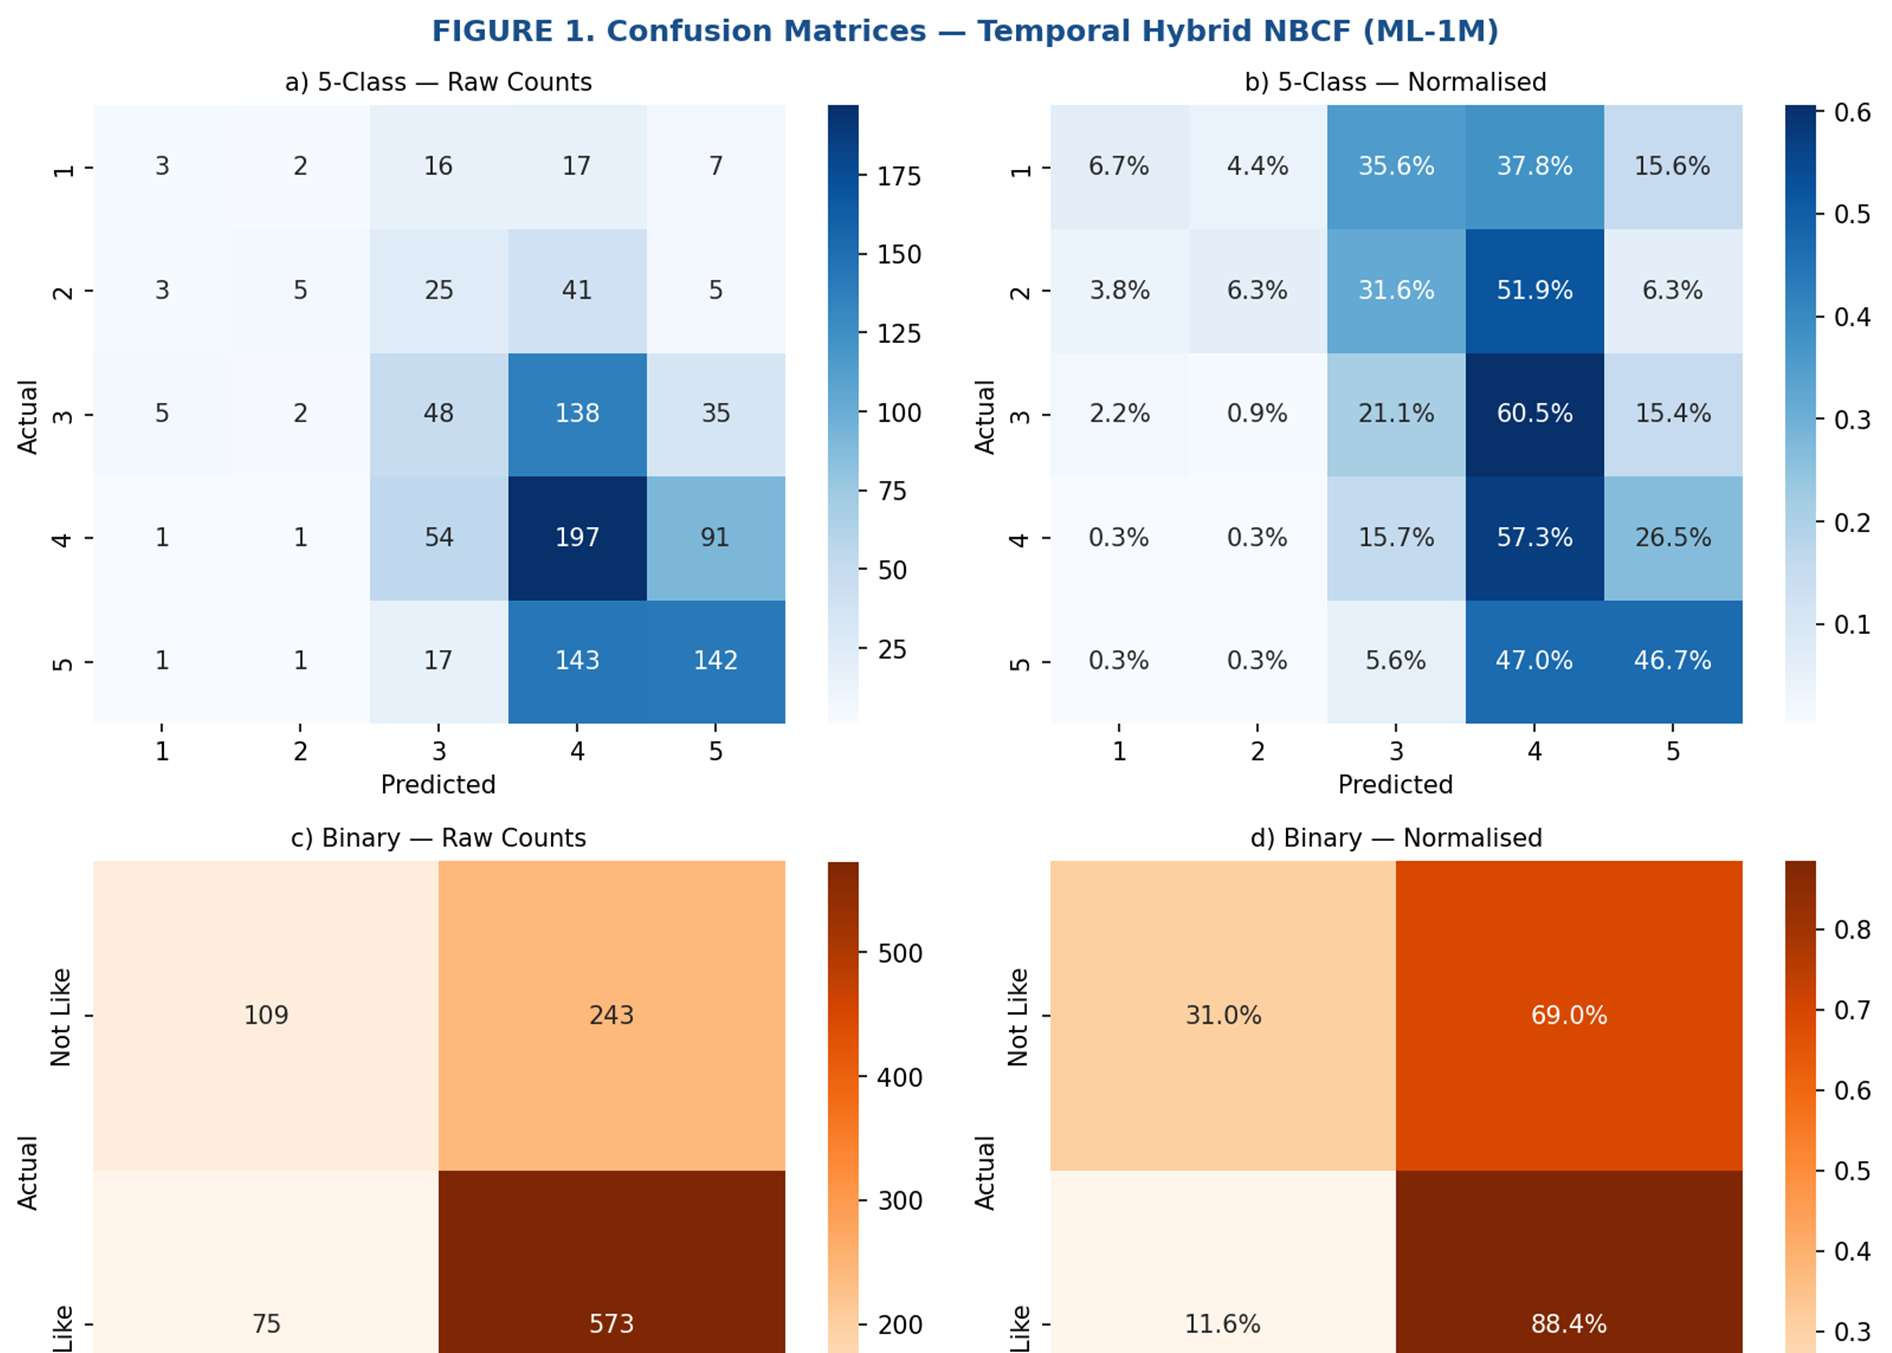 FIGURE 1. Confusion Matrices — Temporal Hybrid NBCF (ML-1M)
a) 5-Class — Raw Counts
Actual
1 3 2 16 17 7
2 3 5 25 41 5
3 5 2 48 138 35
4 1 1 54 197 91
5 1 1 17 143 142
1 2 3 4 5
Predicted
175
150
125
100
75
50
25
b) 5-Class — Normalised
Actual
1 6.7% 4.4% 35.6% 37.8% 15.6%
2 3.8% 6.3% 31.6% 51.9% 6.3%
3 2.2% 0.9% 21.1% 60.5% 15.4%
4 0.3% 0.3% 15.7% 57.3% 26.5%
5 0.3% 0.3% 5.6% 47.0% 46.7%
1 2 3 4 5
Predicted
0.6
0.5
0.4
0.3
0.2
0.1
c) Binary — Raw Counts
Actual
Not Like 109 243
Like 75 573
500
400
300
200
d) Binary — Normalised
Actual
Not Like 31.0% 69.0%
Like 11.6% 88.4%
0.8
0.7
0.6
0.5
0.4
0.3